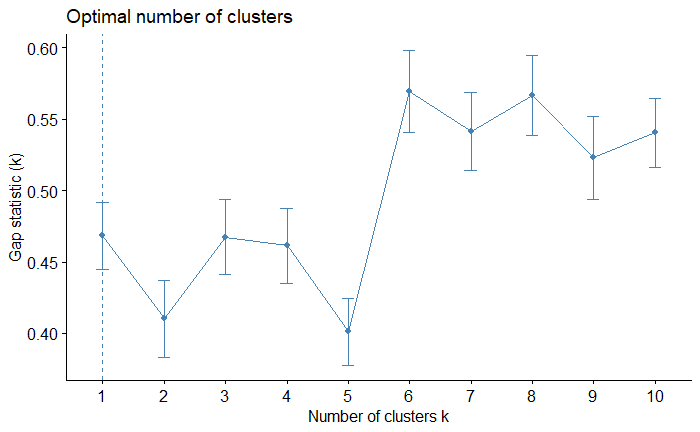 Optimal number of clusters
Gap statistic (k)
0.60
0.55
0.50
0.45
0.40
1 2 3 4 5 6 7 8 9 10
Number of clusters k